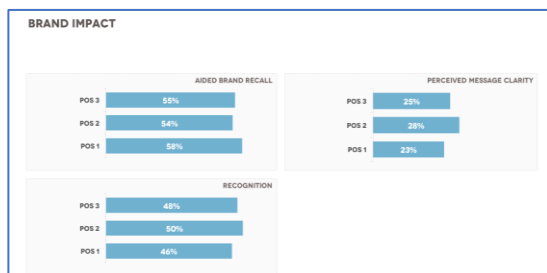 BRAND IMPACT
AIDED BRAND RECALL
POS 3 55%
POS 2 54%
POS 1 58%
PERCEIVED MESSAGE CLARITY
POS 3 25%
POS 2 28%
POS 1 23%
RECOGNITION
POS 3 48%
POS 2 50%
POS 1 46%